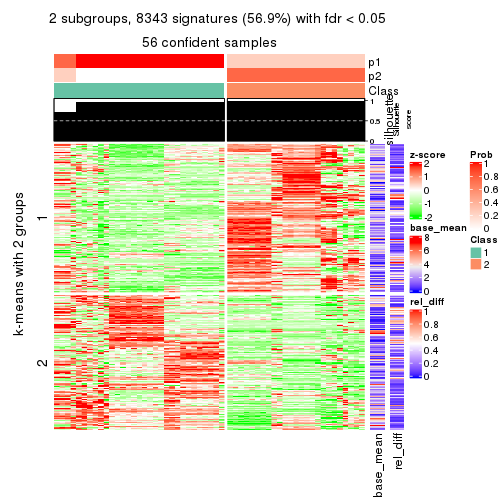 2 subgroups, 8343 signatures (56.9%) with fdr < 0.05
56 confident samples
p1
p2
Class
silhouette
Silhouette
score
1
0.5
0
k-means with 2 groups
1
2
base_mean
rel_diff
z-score
2
1
0
-1
-2
base_mean
8
6
4
2
0
rel_diff
1
0.8
0.6
0.4
0.2
0
Prob
1
0.8
0.6
0.4
0.2
0
Class
1
2